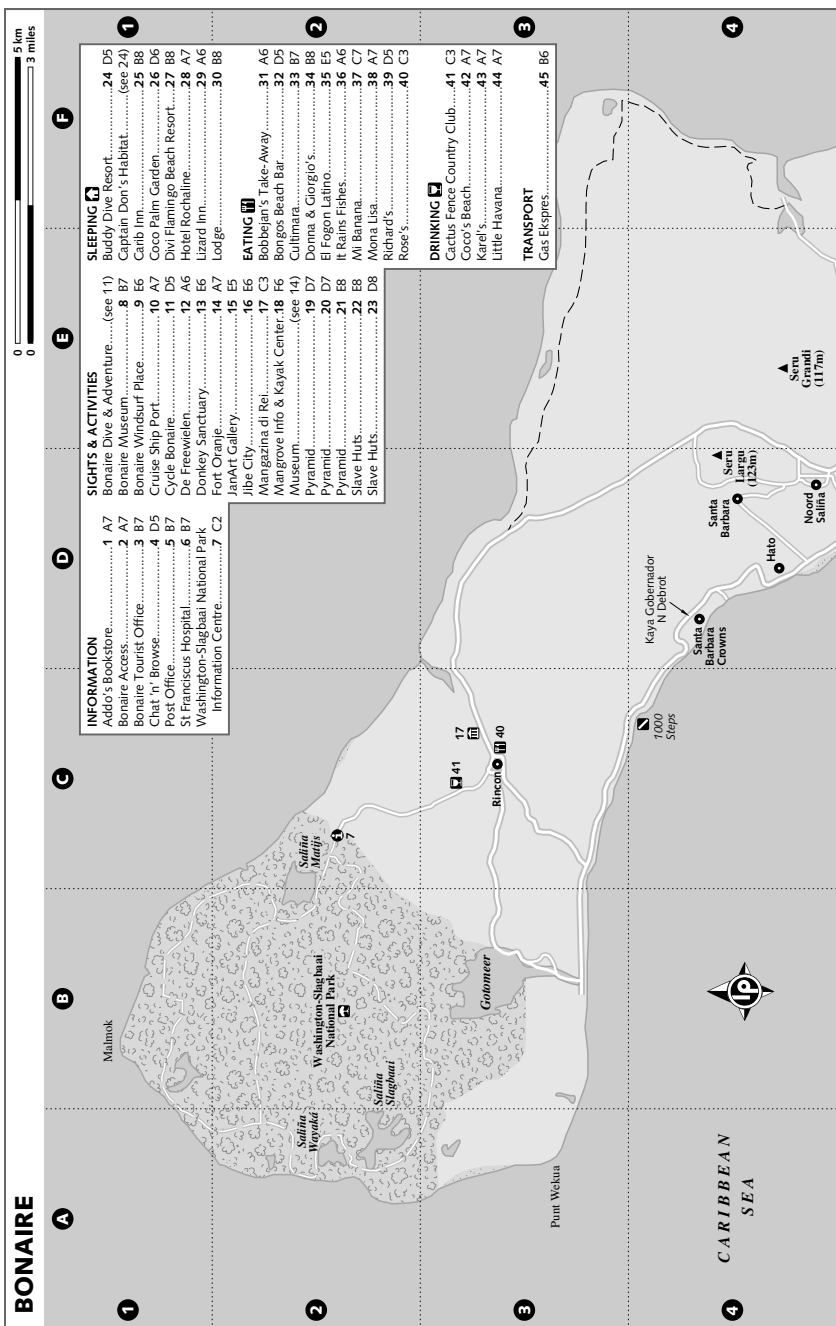 BONAIRE
0 5 km
0 3 miles
A
B
C
D
E
F
1
2
3
4
1
2
3
4
INFORMATION
Addo's Bookstore....................1 A7
Bonaire Access.......................2 A7
Bonaire Tourist Office............3 B7
Chat 'n' Browse.....................4 D5
Post Office..............................5 B7
St Franciscus Hospital............6 B7
Washington-Slagbaai National Park
Information Centre...............7 C2
SIGHTS & ACTIVITIES
Bonaire Dive & Adventure....(see 11)
Bonaire Museum....................8 B7
Bonaire Windsurf Place..........9 E6
Cruise Ship Port....................10 A7
Cycle Bonaire........................11 D5
De Freewielen.......................12 A6
Donkey Sanctuary.................13 E6
Fort Oranje...........................14 A7
JanArt Gallery.......................15 E5
Jibe City................................16 E6
Mangazina di Rei..................17 C3
Mangrove Info & Kayak Center..18 F6
Museum.............................(see 14)
Pyramid................................19 D7
Pyramid................................20 D7
Pyramid................................21 E8
Slave Huts............................22 E8
Slave Huts............................23 D8
SLEEPING
Buddy Dive Resort................24 D5
Captain Don's Habitat........(see 24)
Carib Inn..............................25 B8
Coco Palm Garden................26 D6
Divi Flamingo Beach Resort..27 B8
Hotel Rochaline....................28 A7
Lizard Inn.............................29 A6
Lodge...................................30 B8
EATING
Bobbejan's Take-Away.........31 A6
Bongos Beach Bar.................32 D5
Cultimara.............................33 B7
Donna & Giorgio's................34 B8
El Fogon Latino.....................35 E5
It Rains Fishes......................36 A6
Mi Banana............................37 C7
Mona Lisa.............................38 A7
Richard's..............................39 D5
Rose's..................................40 C3
DRINKING
Cactus Fence Country Club....41 C3
Coco's Beach........................42 A7
Karel's..................................43 A7
Little Havana........................44 A7
TRANSPORT
Gas Ekspres..........................45 B6
Malmok
Saliña
Matijs
7
Washington-Slagbaai
National Park
Saliña
Wayaká
Saliña
Slagbaai
Gotomeer
Punt Wekua
41
17
Rincon
40
1000
Steps
Kaya Gobernador
N Debrot
Santa
Barbara
Crowns
Hato
Santa
Barbara
Seru
Largu
(123m)
Noord
Saliña
Seru
Grandi
(117m)
CARIBBEAN
SEA
lp